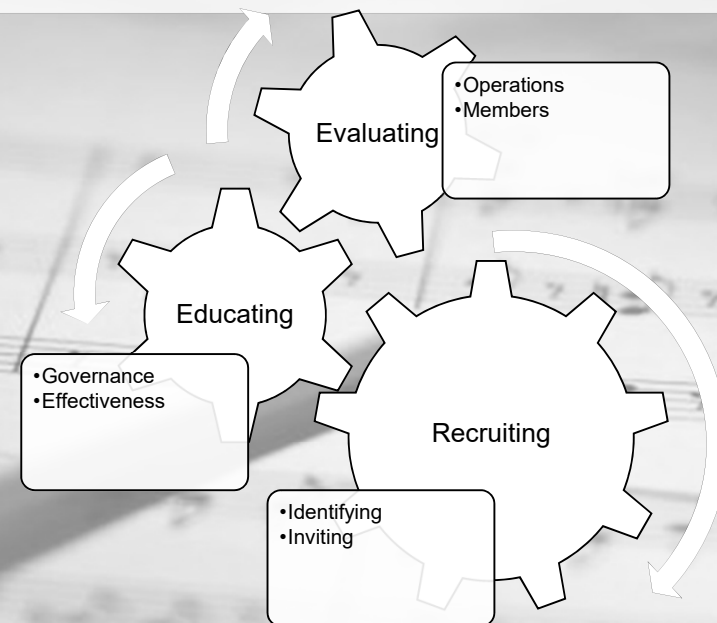 Evaluating
•Operations
•Members
Educating
•Governance
•Effectiveness
Recruiting
•Identifying
•Inviting